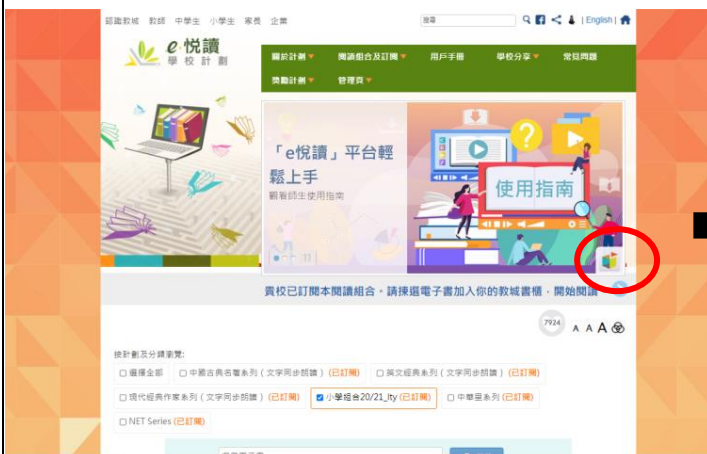 認識教城 教師 中學生 小學生 家長 企業
搜尋
| English |
e悅讀
學校計劃
關於計劃 閱讀組合及訂閱 用戶手冊 學校分享 常見問題
獎勵計劃 管理頁
「e悅讀」平台輕
鬆上手
觀看師生使用指南
使用指南
貴校已訂閱本閱讀組合，請揀選電子書加入你的教城書櫃，開始閱讀
7924 A A A
按計劃及分類瀏覽:
選擇全部 中國古典名著系列 ( 文字同步朗讀 ) (已訂閱) 英文經典系列 ( 文字同步朗讀 ) (已訂閱)
現代經典作家系列 ( 文字同步朗讀 ) (已訂閱) 小學組合20/21_lty (已訂閱) 中華里系列 (已訂閱)
NET Series (已訂閱)